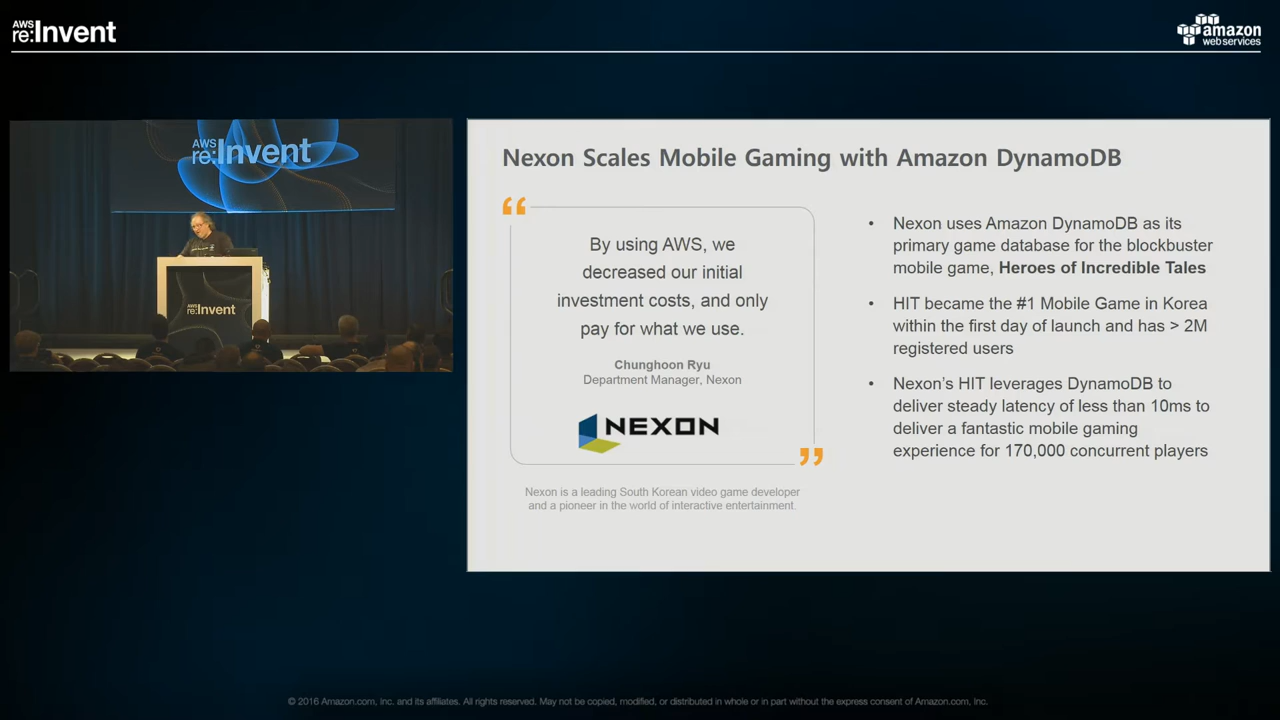 AWS
re:Invent
amazon
web services
AWS
re:Invent
AWS
re:Invent
Nexon Scales Mobile Gaming with Amazon DynamoDB
“
By using AWS, we
decreased our initial
investment costs, and only
pay for what we use.
Chunghoon Ryu
Department Manager, Nexon
NEXON
”
Nexon is a leading South Korean video game developer
and a pioneer in the world of interactive entertainment.
• Nexon uses Amazon DynamoDB as its
primary game database for the blockbuster
mobile game, Heroes of Incredible Tales
• HIT became the #1 Mobile Game in Korea
within the first day of launch and has > 2M
registered users
• Nexon’s HIT leverages DynamoDB to
deliver steady latency of less than 10ms to
deliver a fantastic mobile gaming
experience for 170,000 concurrent players
© 2016 Amazon.com, Inc. and its affiliates. All rights reserved. May not be copied, modified, or distributed in whole or in part without the express consent of Amazon.com, Inc.